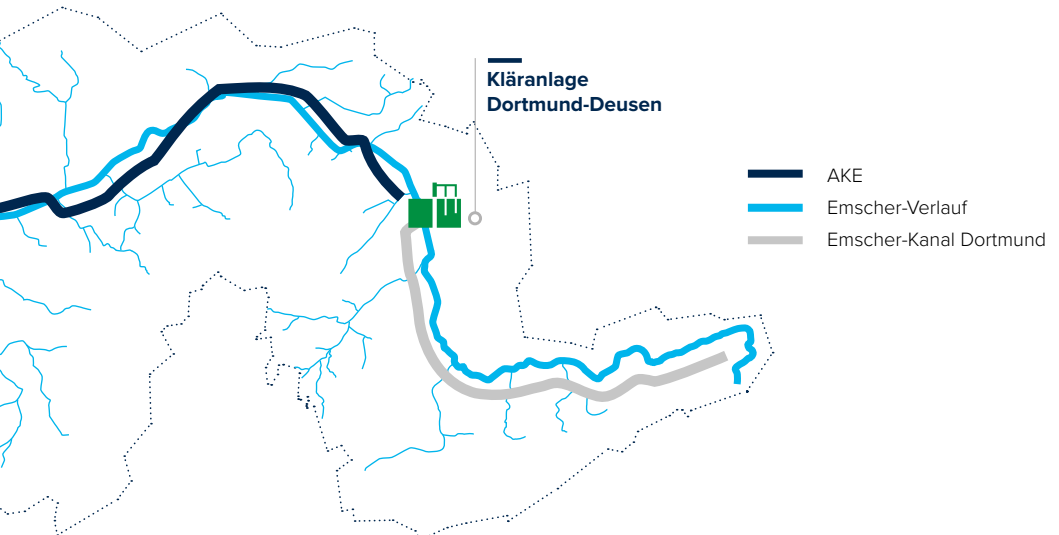 Kläranlage
Dortmund-Deusen
AKE
Emscher-Verlauf
Emscher-Kanal Dortmund